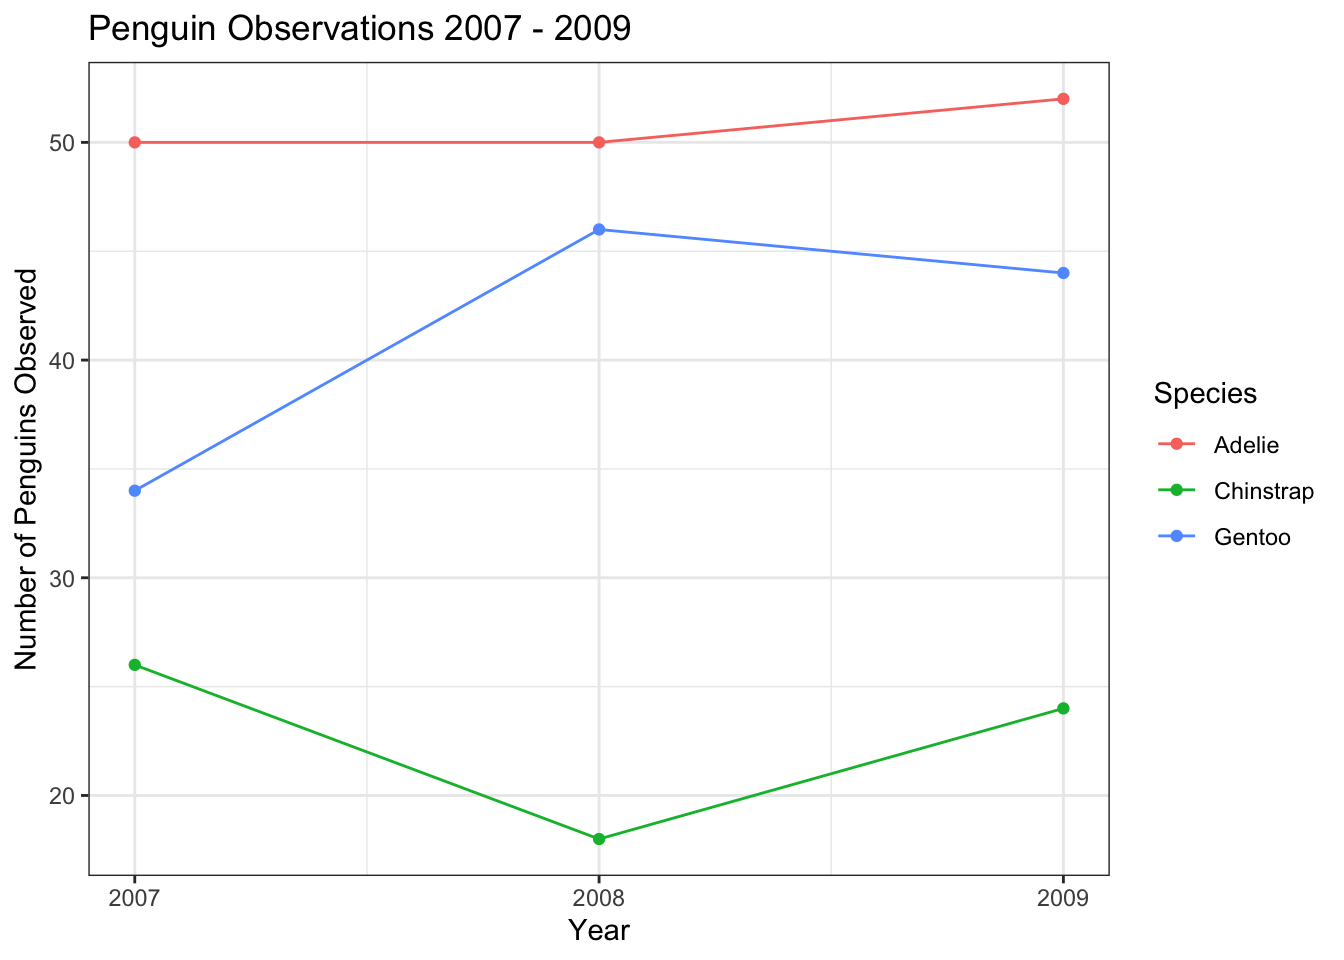 Penguin Observations 2007 - 2009
Number of Penguins Observed
50
40
30
20
2007 2008 2009
Year
Species
Adelie
Chinstrap
Gentoo